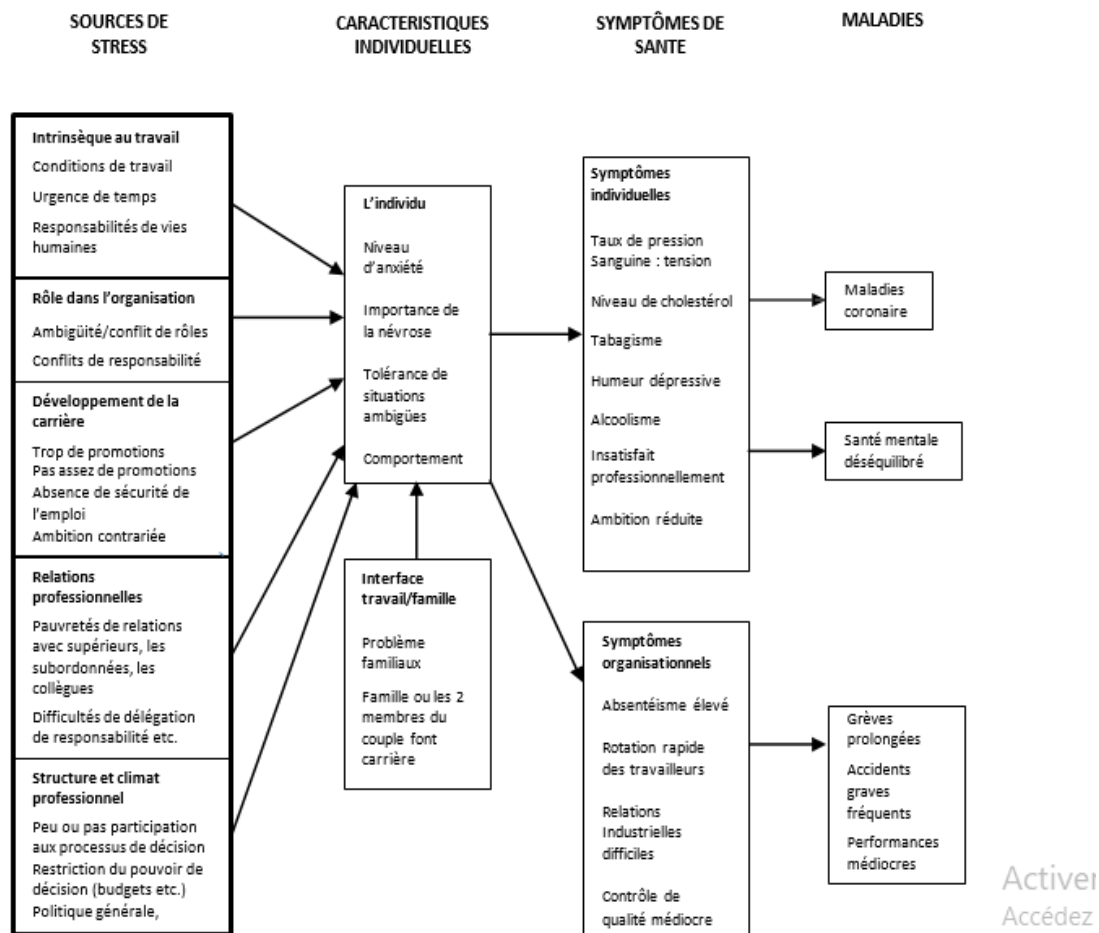 SOURCES DE
STRESS
CARACTERISTIQUES
INDIVIDUELLES
SYMPTÔMES DE
SANTE
MALADIES
Intrinsèque au travail
Conditions de travail
Urgence de temps
Responsabilités de vies
humaines
Rôle dans l'organisation
Ambigüité/conflit de rôles
Conflits de responsabilité
Développement de la
carrière
Trop de promotions
Pas assez de promotions
Absence de sécurité de
l'emploi
Ambition contrariée
Relations
professionnelles
Pauvretés de relations
avec supérieurs, les
subordonnées, les
collègues
Difficultés de délégation
de responsabilité etc.
Structure et climat
professionnel
Peu ou pas participation
aux processus de décision
Restriction du pouvoir de
décision (budgets etc.)
Politique générale,
L'individu
Niveau
d'anxiété
Importance de
la névrose
Tolérance de
situations
ambigües
Comportement
Interface
travail/famille
Problème
familiaux
Famille ou les 2
membres du
couple font
carrière
Symptômes
individuelles
Taux de pression
Sanguine : tension
Niveau de cholestérol
Tabagisme
Humeur dépressive
Alcoolisme
Insatisfait
professionnellement
Ambition réduite
Symptômes
organisationnels
Absentéisme élevé
Rotation rapide
des travailleurs
Relations
Industrielles
difficiles
Contrôle de
qualité médiocre
Maladies
coronaire
Santé mentale
déséquilibré
Grèves
prolongées
Accidents
graves
fréquents
Performances
médiocres
Activer
Accédez